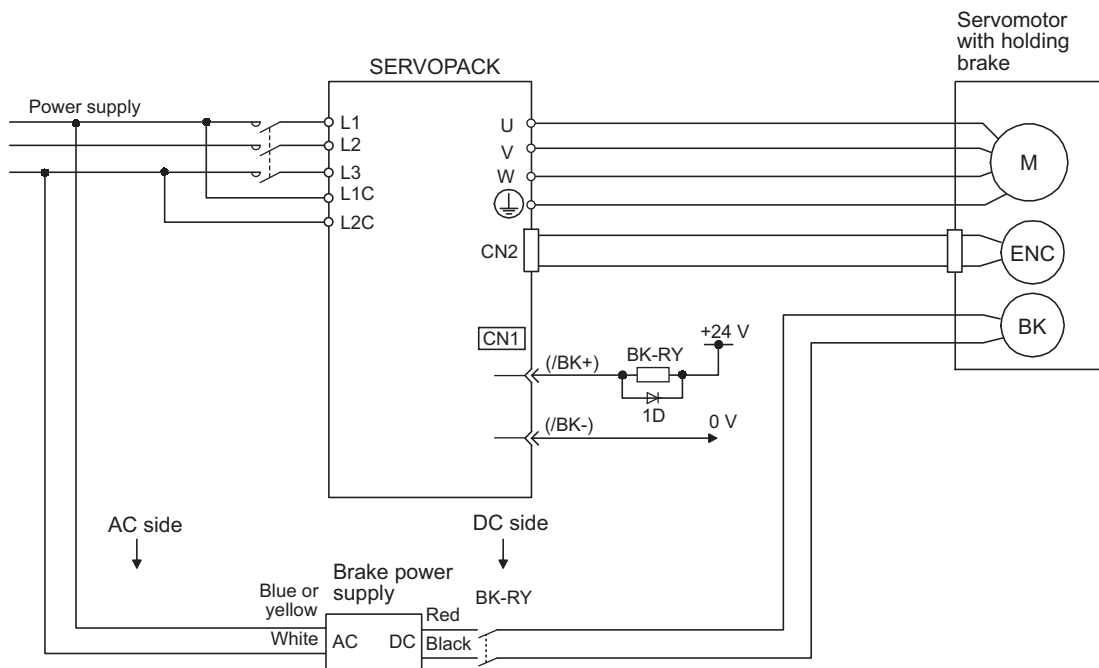 Servomotor
with holding
brake
SERVOPACK
Power supply
L1
L2
L3
L1C
L2C
U
V
W
M
CN2
ENC
CN1
BK
+24 V
(/BK+)
BK-RY
1D
(/BK-)
0 V
AC side
DC side
Brake power
supply
Blue or
yellow
White
AC
DC
BK-RY
Red
Black